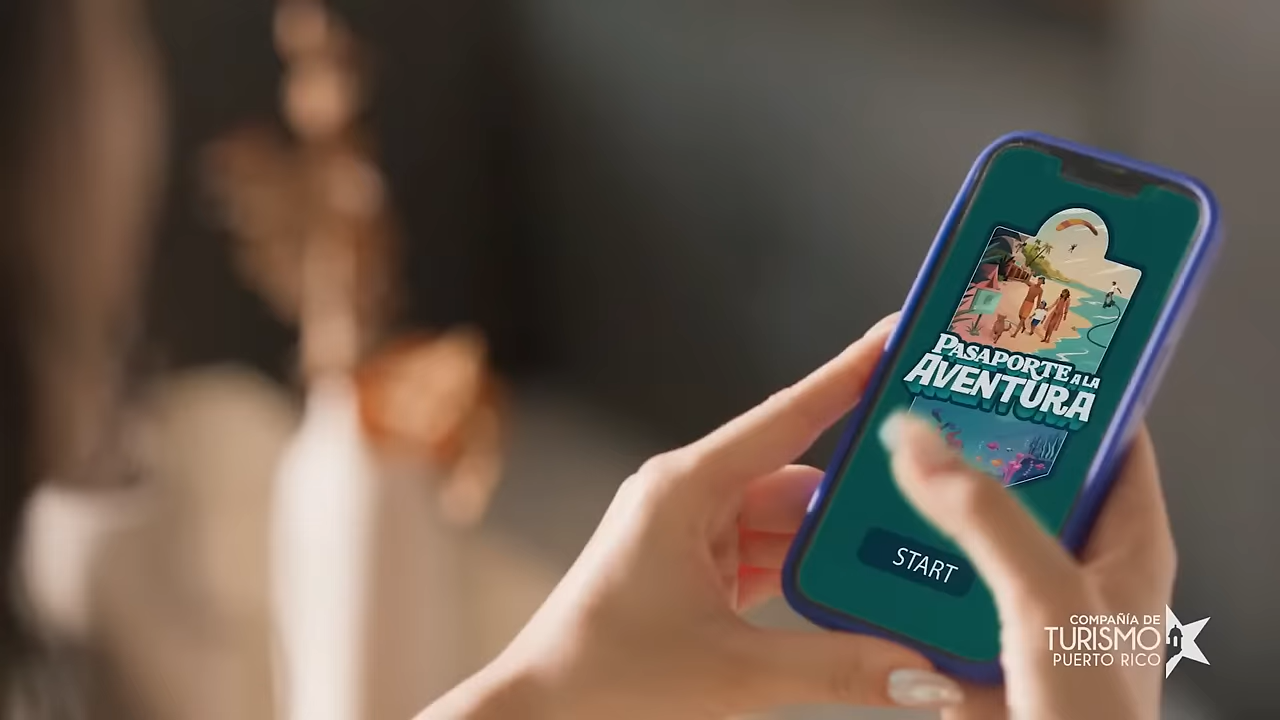 PASAPORTE A LA
AVENTURA
START
COMPAÑÍA DE
TURISMO
PUERTO RICO